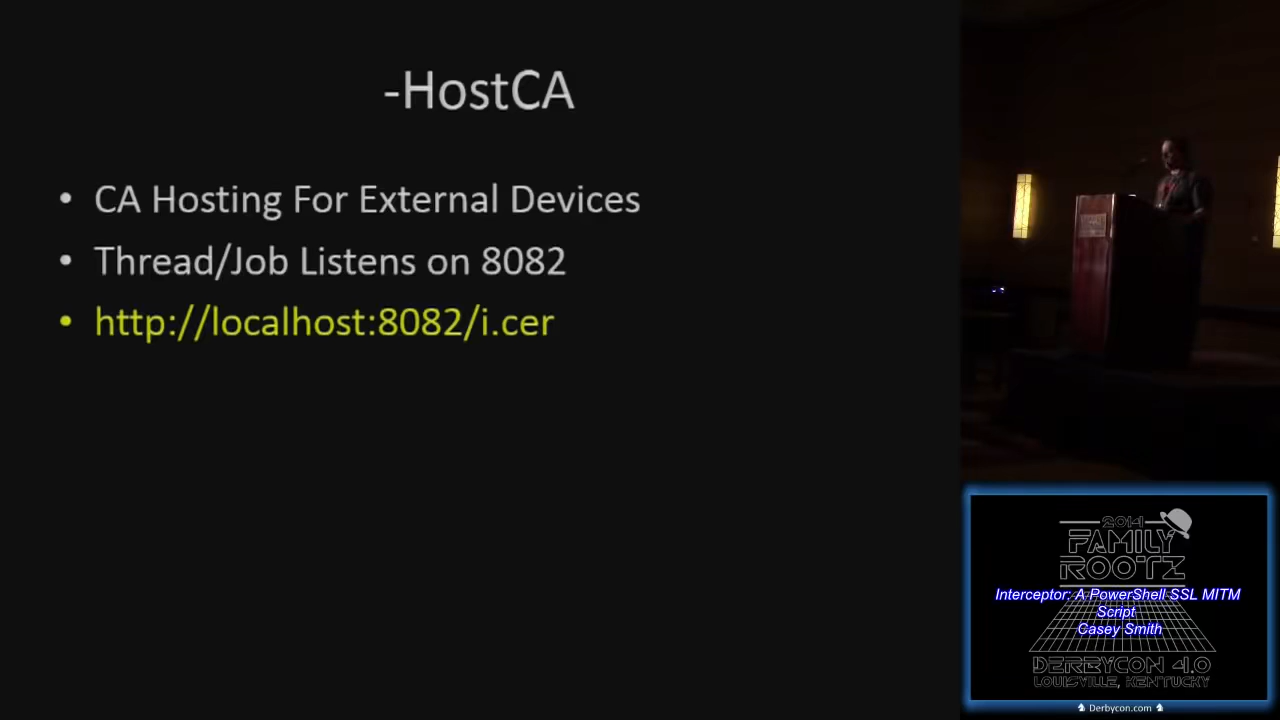 -HostCA
• CA Hosting For External Devices
• Thread/Job Listens on 8082
• http://localhost:8082/i.cer
2014
FAMILY
ROOTZ
Interceptor: A PowerShell SSL MITM
Script
Casey Smith
DERBYCON 4.0
LOUISVILLE, KENTUCKY
Derbycon.com